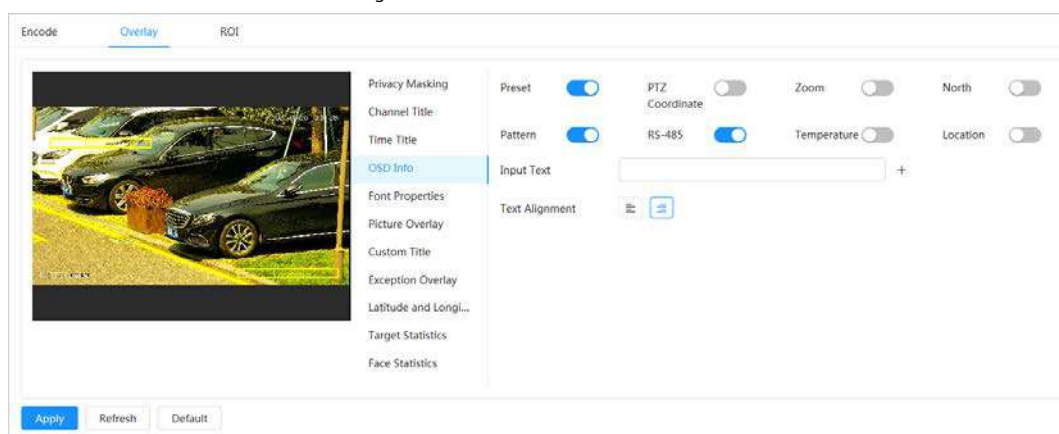 Encode Overlay ROI
Privacy Masking
Channel Title
Time Title
OSD Info
Font Properties
Picture Overlay
Custom Title
Exception Overlay
Latitude and Longi...
Target Statistics
Face Statistics
Preset PTZ Coordinate Zoom North
Pattern RS-485 Temperature Location
Input Text +
Text Alignment
Apply Refresh Default